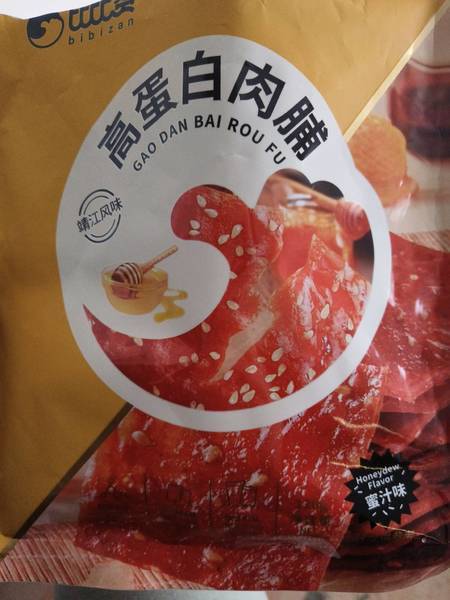 bibizan
高蛋白肉脯
GAO DAN BAI ROU FU
靖江风味
Honeydew
Flavor
蜜汁味